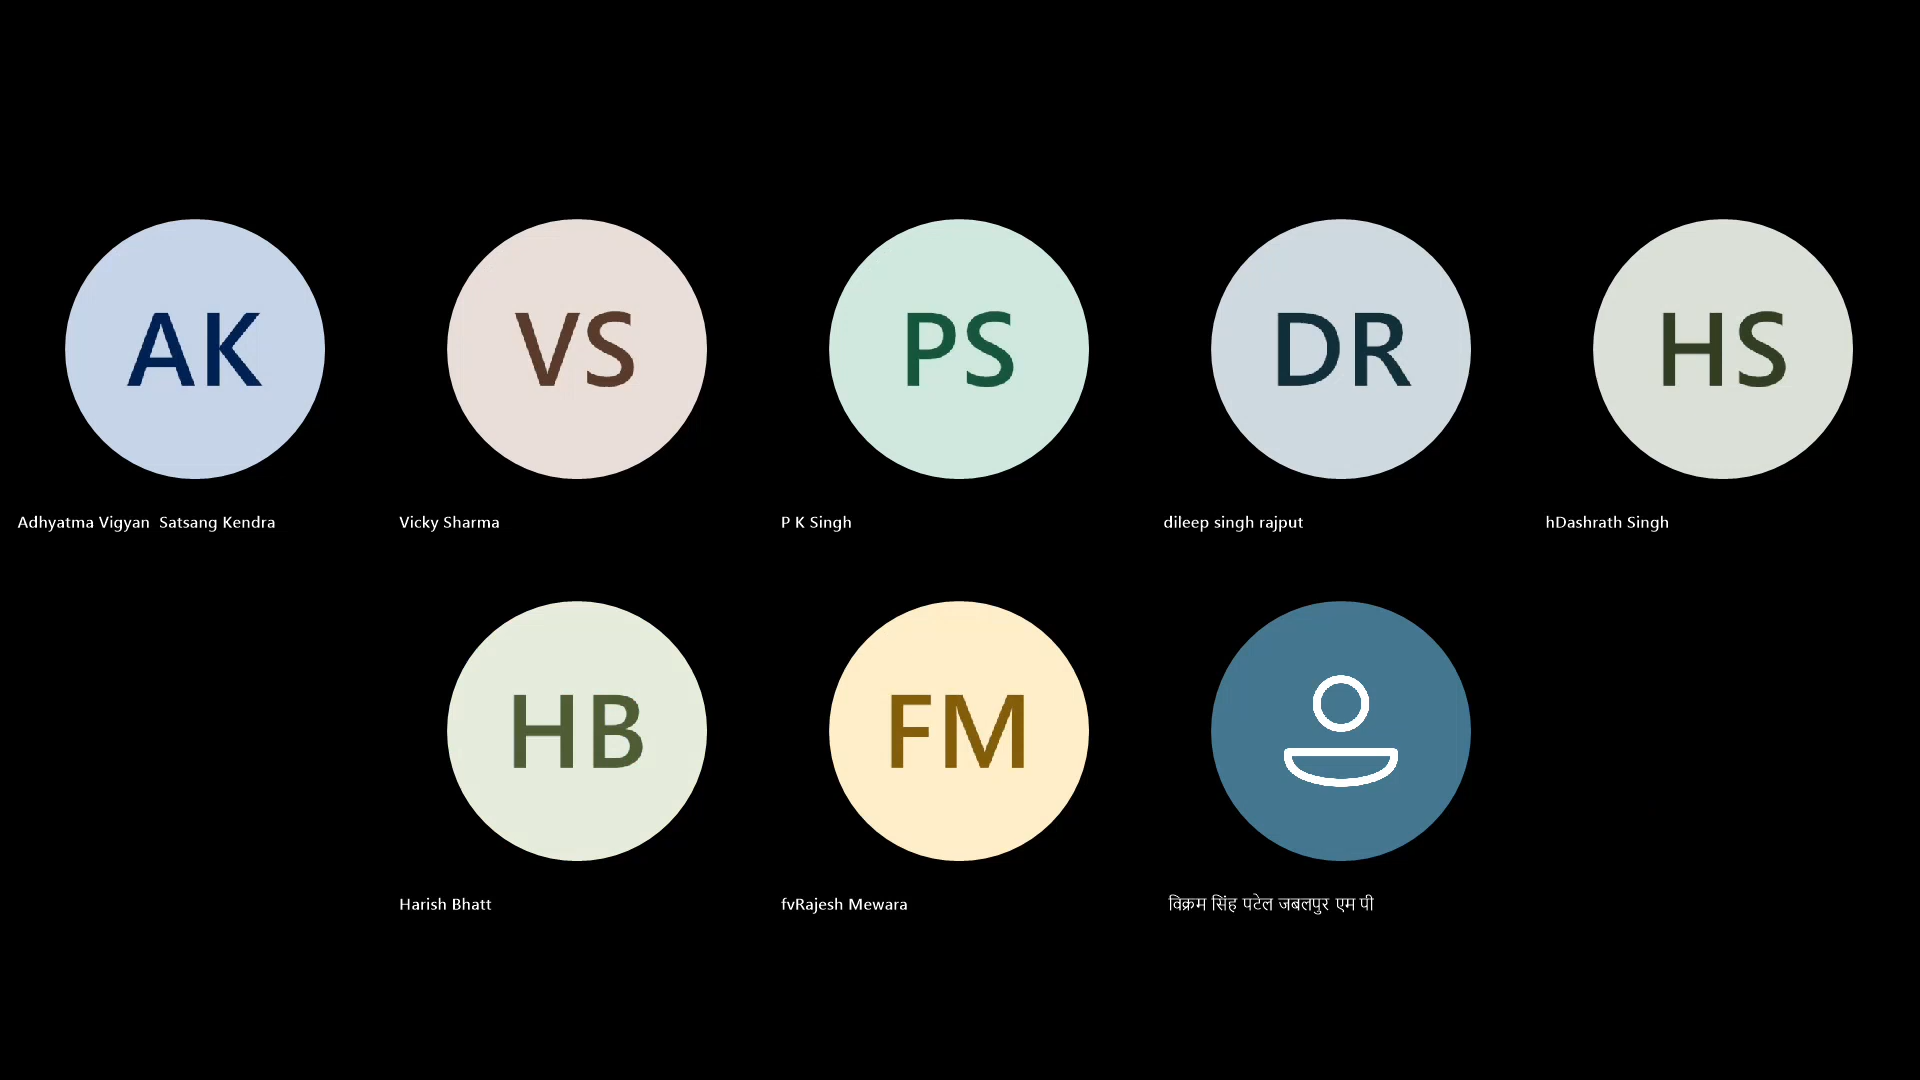 AK
VS
PS
DR
HS
Adhyatma Vigyan  Satsang Kendra
Vicky Sharma
P K Singh
dileep singh rajput
hDashrath Singh
HB
FM
Harish Bhatt
fvRajesh Mewara
विक्रम सिंह पटेल जबलपुर एम पी